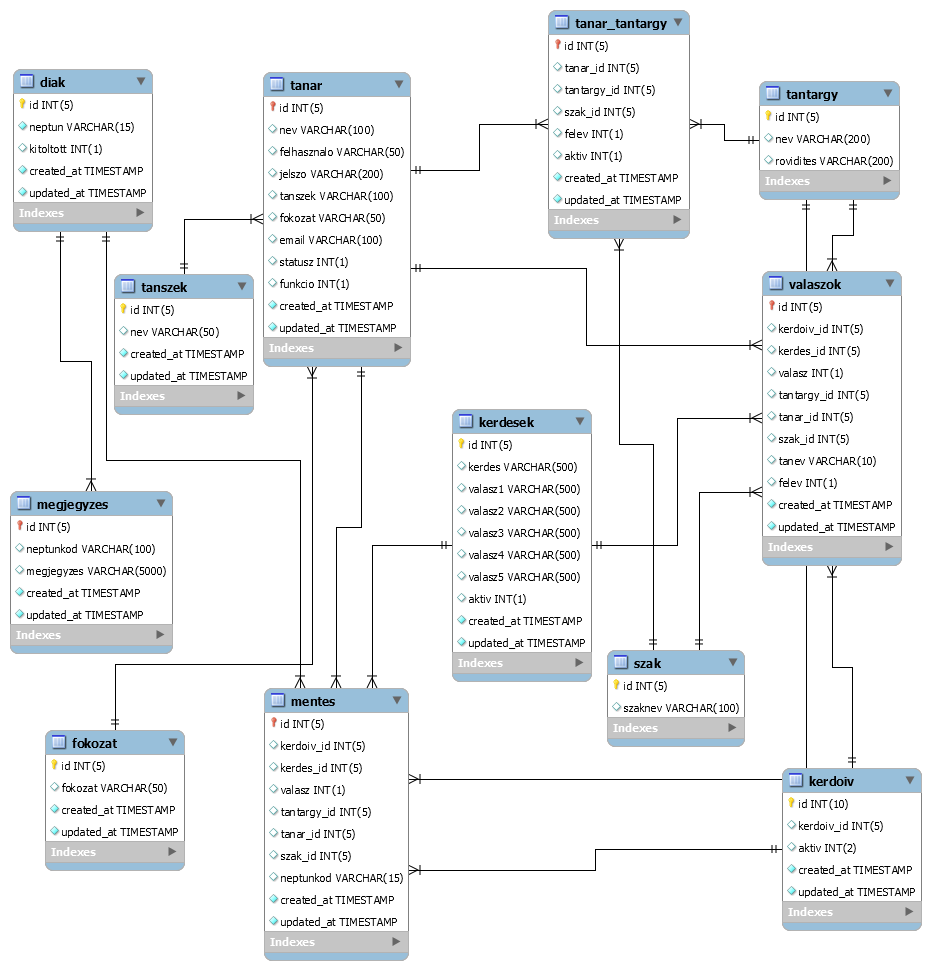 diak
id INT(5)
neptun VARCHAR(15)
kitoltott INT(1)
created_at TIMESTAMP
updated_at TIMESTAMP
Indexes
tanar
id INT(5)
nev VARCHAR(100)
felhasznalo VARCHAR(50)
jelszo VARCHAR(200)
tanszek VARCHAR(100)
fokozat VARCHAR(50)
email VARCHAR(100)
statusz INT(1)
funkcio INT(1)
created_at TIMESTAMP
updated_at TIMESTAMP
Indexes
tanar_tantargy
id INT(5)
tanar_id INT(5)
tantargy_id INT(5)
szak_id INT(5)
felev INT(1)
aktiv INT(1)
created_at TIMESTAMP
updated_at TIMESTAMP
Indexes
tantargy
id INT(5)
nev VARCHAR(200)
rovidites VARCHAR(200)
Indexes
tanszek
id INT(5)
nev VARCHAR(50)
created_at TIMESTAMP
updated_at TIMESTAMP
Indexes
valaszok
id INT(5)
kerdoiv_id INT(5)
kerdes_id INT(5)
valasz INT(1)
tantargy_id INT(5)
tanar_id INT(5)
szak_id INT(5)
tanev VARCHAR(10)
felev INT(1)
created_at TIMESTAMP
updated_at TIMESTAMP
Indexes
kerdesek
id INT(5)
kerdes VARCHAR(500)
valasz1 VARCHAR(500)
valasz2 VARCHAR(500)
valasz3 VARCHAR(500)
valasz4 VARCHAR(500)
valasz5 VARCHAR(500)
aktiv INT(1)
created_at TIMESTAMP
updated_at TIMESTAMP
Indexes
megjegyzes
id INT(5)
neptunkod VARCHAR(100)
megjegyzes VARCHAR(5000)
created_at TIMESTAMP
updated_at TIMESTAMP
Indexes
szak
id INT(5)
szaknev VARCHAR(100)
Indexes
mentes
id INT(5)
kerdoiv_id INT(5)
kerdes_id INT(5)
valasz INT(1)
tantargy_id INT(5)
tanar_id INT(5)
szak_id INT(5)
neptunkod VARCHAR(15)
created_at TIMESTAMP
updated_at TIMESTAMP
Indexes
fokozat
id INT(5)
fokozat VARCHAR(50)
created_at TIMESTAMP
updated_at TIMESTAMP
Indexes
kerdoiv
id INT(10)
kerdoiv_id INT(5)
aktiv INT(2)
created_at TIMESTAMP
updated_at TIMESTAMP
Indexes